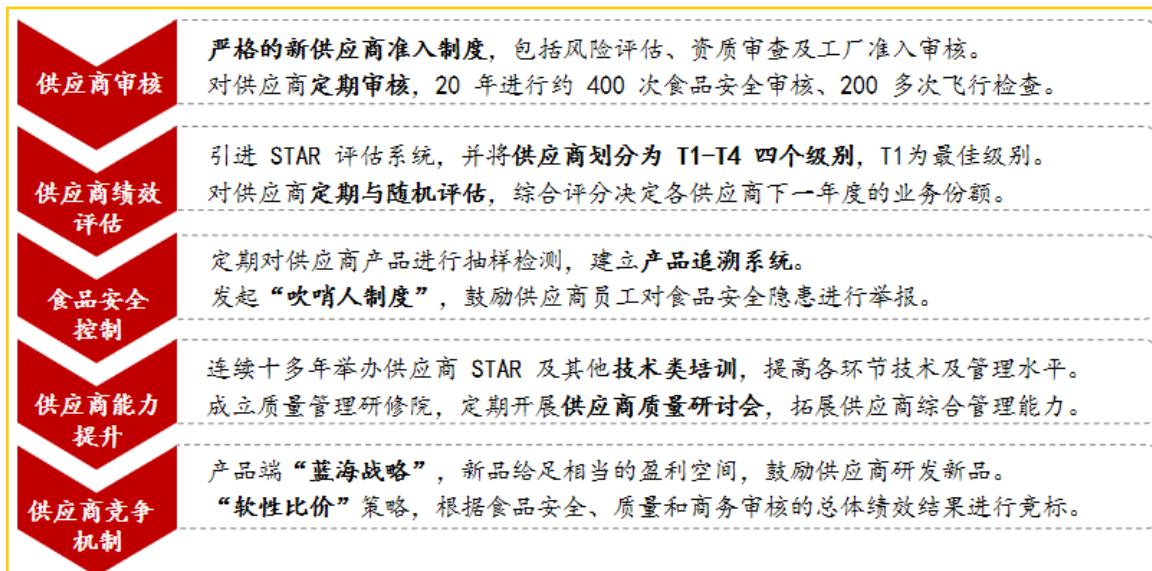 供应商审核
严格的新供应商准入制度，包括风险评估、资质审查及工厂准入审核。
对供应商定期审核，20 年进行约 400 次食品安全审核、200 多次飞行检查。
供应商绩效
评估
引进 STAR 评估系统，并将供应商划分为 T1-T4 四个级别，T1为最佳级别。
对供应商定期与随机评估，综合评分决定各供应商下一年度的业务份额。
食品安全
控制
定期对供应商产品进行抽样检测，建立产品追溯系统。
发起“吹哨人制度”，鼓励供应商员工对食品安全隐患进行举报。
供应商能力
提升
连续十多年举办供应商 STAR 及其他技术类培训，提高各环节技术及管理水平。
成立质量管理研修院，定期开展供应商质量研讨会，拓展供应商综合管理能力。
供应商竞争
机制
产品端“蓝海战略”，新品给足相当的盈利空间，鼓励供应商研发新品。
“软性比价”策略，根据食品安全、质量和商务审核的总体绩效结果进行竞标。